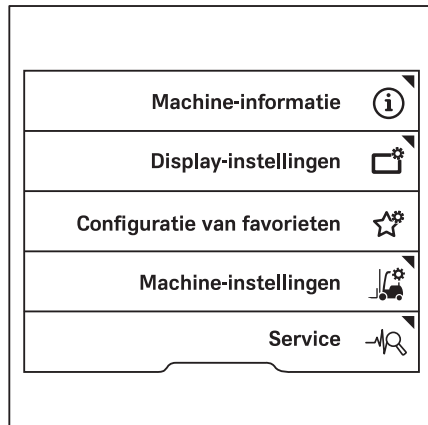 Machine-informatie
Display-instellingen
Configuratie van favorieten
Machine-instellingen
Service